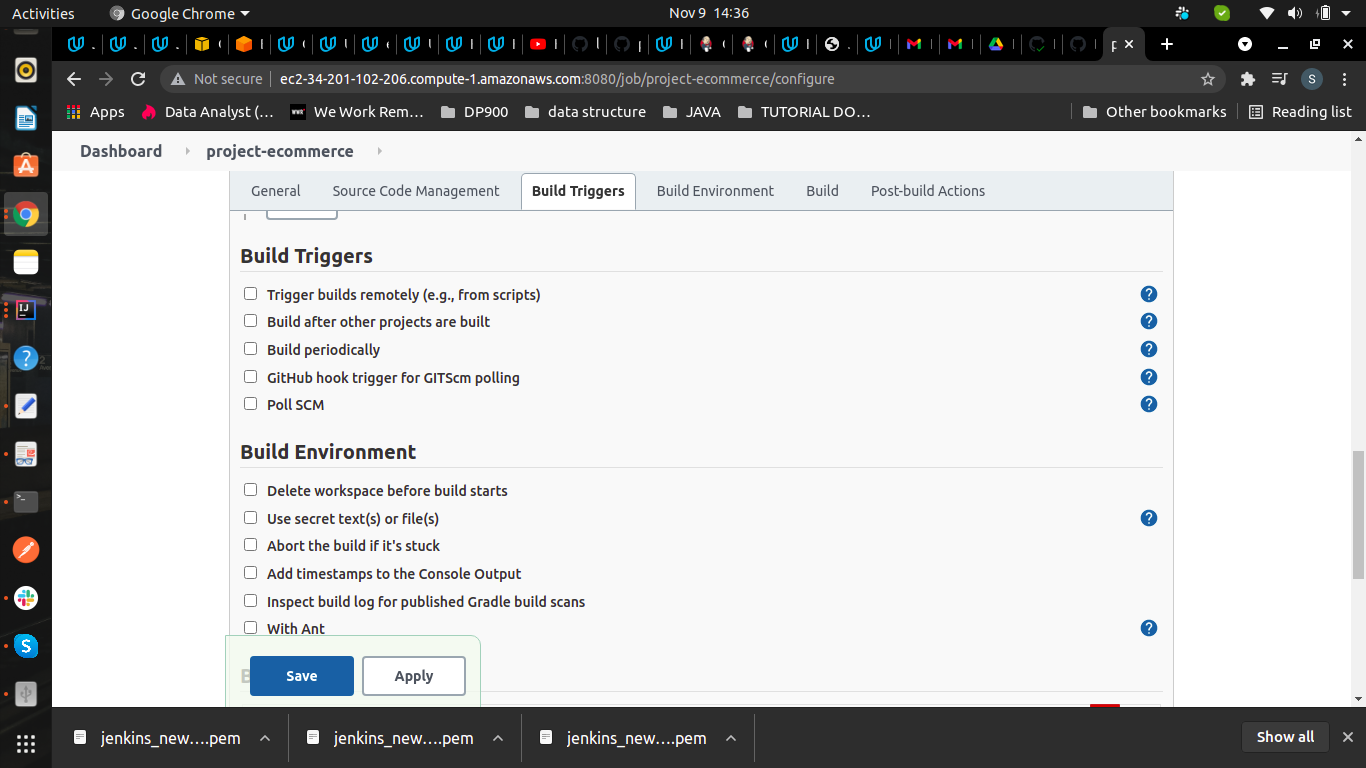 Activities Google Chrome Nov 9 14:36
Not secure ec2-34-201-102-206.compute-1.amazonaws.com:8080/job/project-ecommerce/configure S
Apps Data Analyst (… We Work Rem… DP900 data structure JAVA TUTORIAL DO… Other bookmarks Reading list
Dashboard project-ecommerce
General Source Code Management Build Triggers Build Environment Build Post-build Actions
Build Triggers
Trigger builds remotely (e.g., from scripts) ?
Build after other projects are built ?
Build periodically ?
GitHub hook trigger for GITScm polling ?
Poll SCM ?
Build Environment
Delete workspace before build starts
Use secret text(s) or file(s) ?
Abort the build if it's stuck
Add timestamps to the Console Output
Inspect build log for published Gradle build scans
With Ant ?
Save Apply
jenkins_new….pem jenkins_new….pem jenkins_new….pem Show all